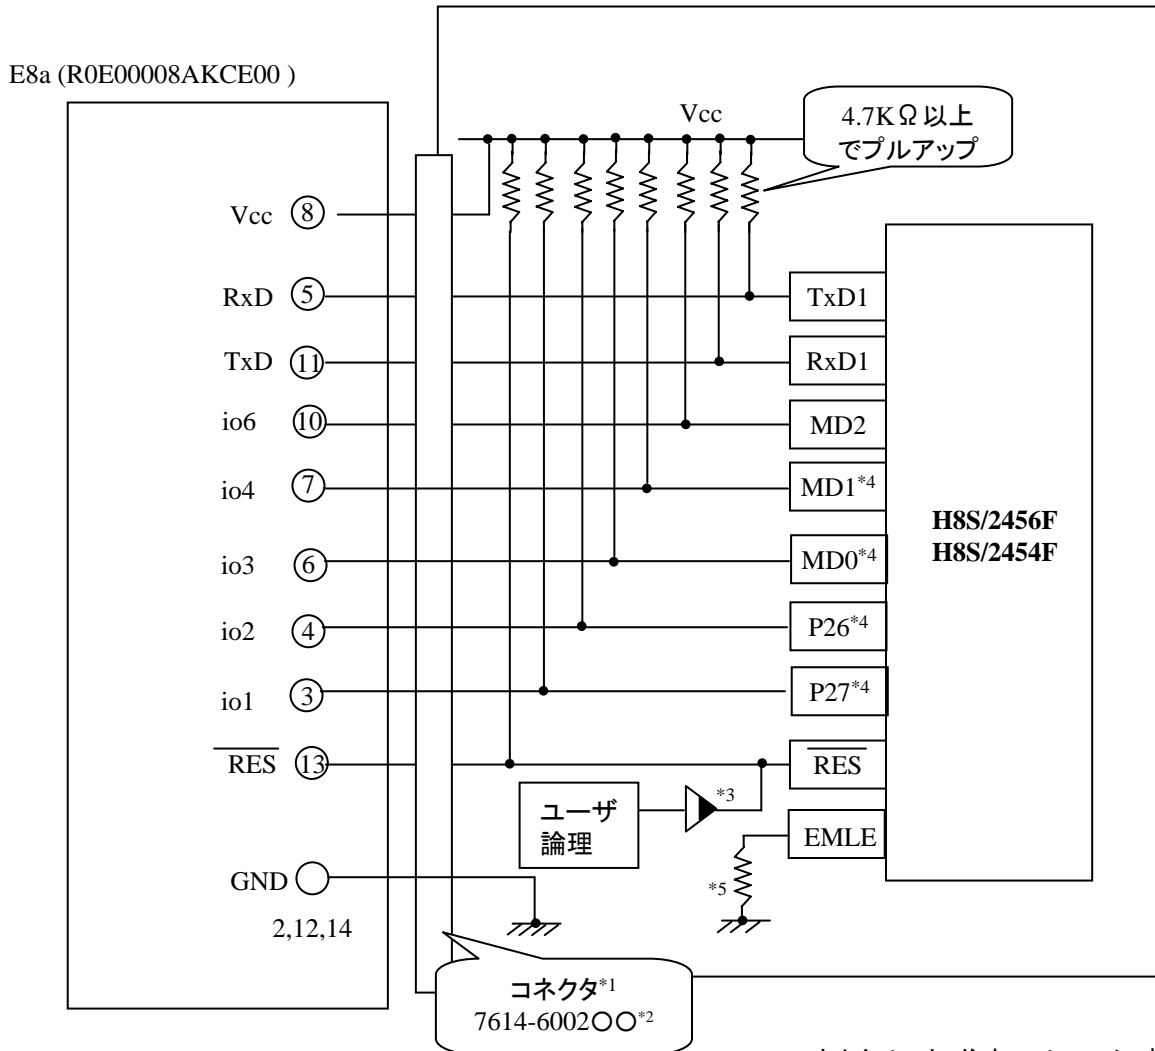 E8a (R0E00008AKCE00 )
Vcc
4.7KΩ以上
でプルアップ
Vcc 8
RxD 5
TxD1
TxD 11
RxD1
io6 10
MD2
io4 7
MD1*4
H8S/2456F
H8S/2454F
io3 6
MD0*4
io2 4
P26*4
io1 3
P27*4
RES 13
RES
ユーザ
論理
*3
EMLE
*5
GND
2,12,14
コネクタ*1
7614-6002〇〇*2